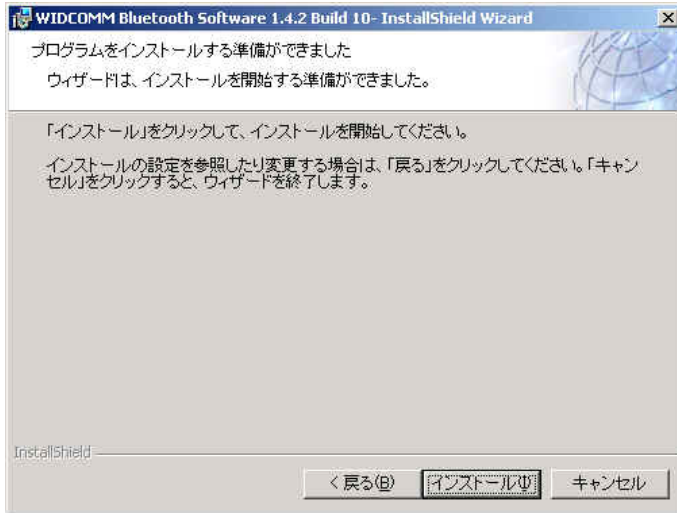 WIDCOMM Bluetooth Software 1.4.2 Build 10- InstallShield Wizard
プログラムをインストールする準備ができました
ウィザードは、インストールを開始する準備ができました。
「インストール」をクリックして、インストールを開始してください。
インストールの設定を参照したり変更する場合は、「戻る」をクリックしてください。「キャン
セル」をクリックすると、ウィザードを終了します。
InstallShield
< 戻る(B)
インストール(I)
キャンセル